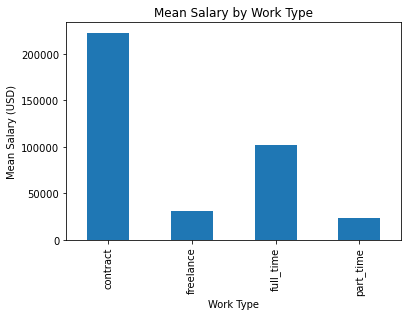 Mean Salary by Work Type
Mean Salary (USD)
200000
150000
100000
50000
0
contract
freelance
full_time
part_time
Work Type